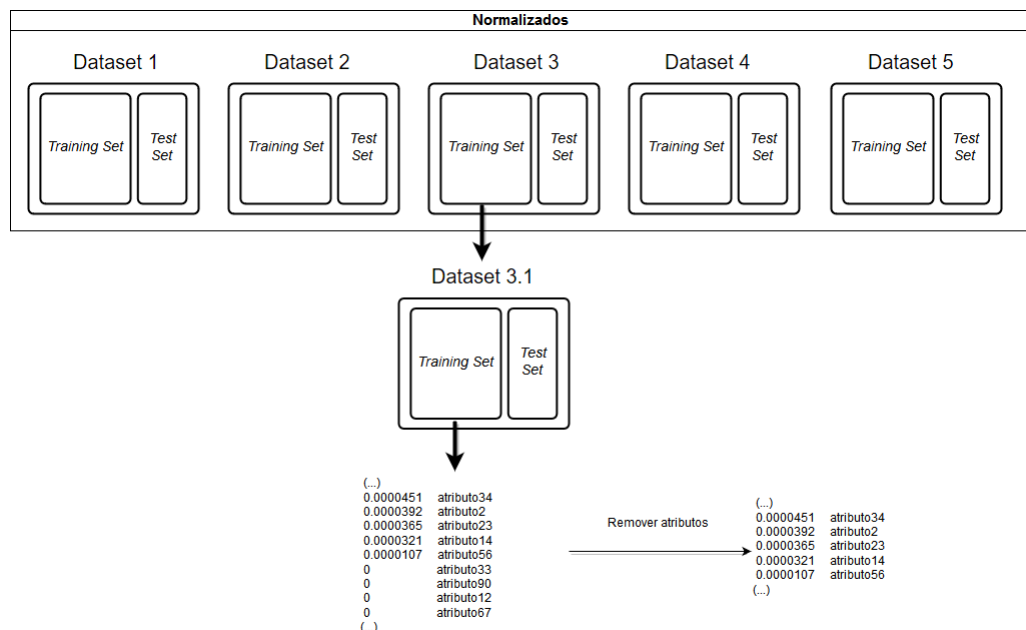 Normalizados
Dataset 1
Dataset 2
Dataset 3
Dataset 4
Dataset 5
Training Set
Test Set
Training Set
Test Set
Training Set
Test Set
Training Set
Test Set
Training Set
Test Set
Dataset 3.1
Training Set
Test Set
(...)
0.0000451 atributo34
0.0000392 atributo2
0.0000365 atributo23
0.0000321 atributo14
0.0000107 atributo56
0 atributo33
0 atributo90
0 atributo12
0 atributo67
(...)
Remover atributos
(...)
0.0000451 atributo34
0.0000392 atributo2
0.0000365 atributo23
0.0000321 atributo14
0.0000107 atributo56
(...)